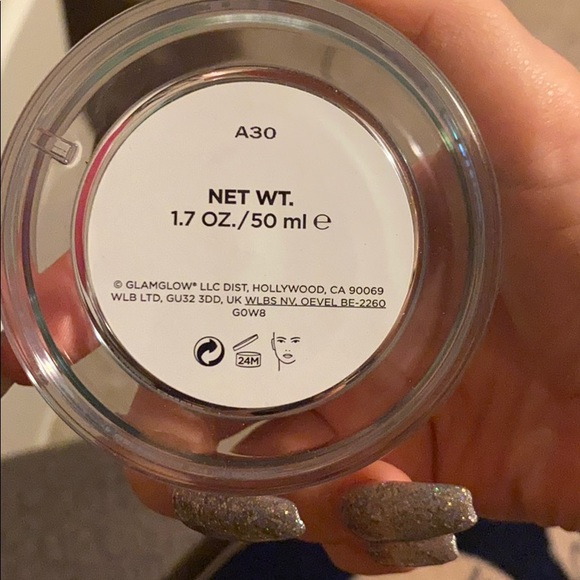 A30
NET WT.
1.7 OZ./50 ml ℮
© GLAMGLOW® LLC DIST, HOLLYWOOD, CA 90069
WLB LTD, GU32 3DD, UK WLBS NV, OEVEL BE-2260
G0W8
24M